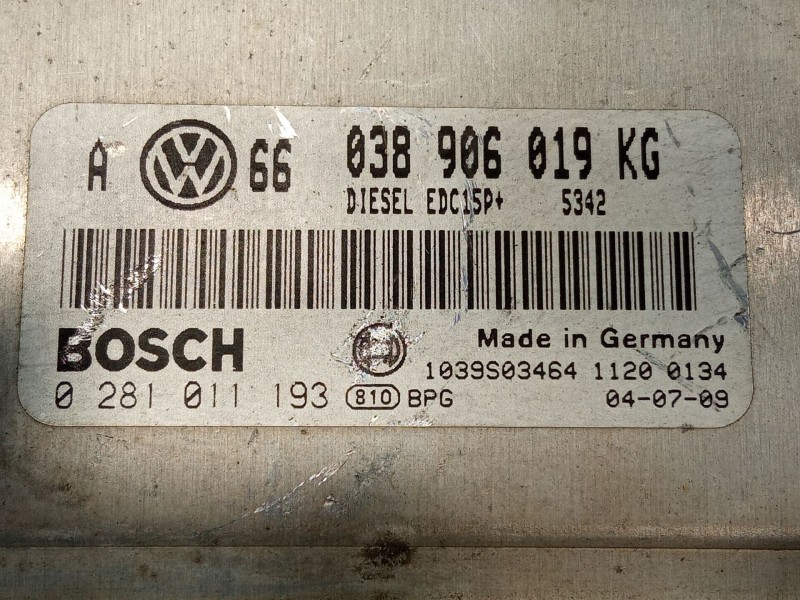 A VW 66 038 906 019 KG
DIESEL EDC15P+ 5342
BOSCH
Made in Germany
1039S03464 1120 0134
0 281 011 193 810 BPG 04-07-09